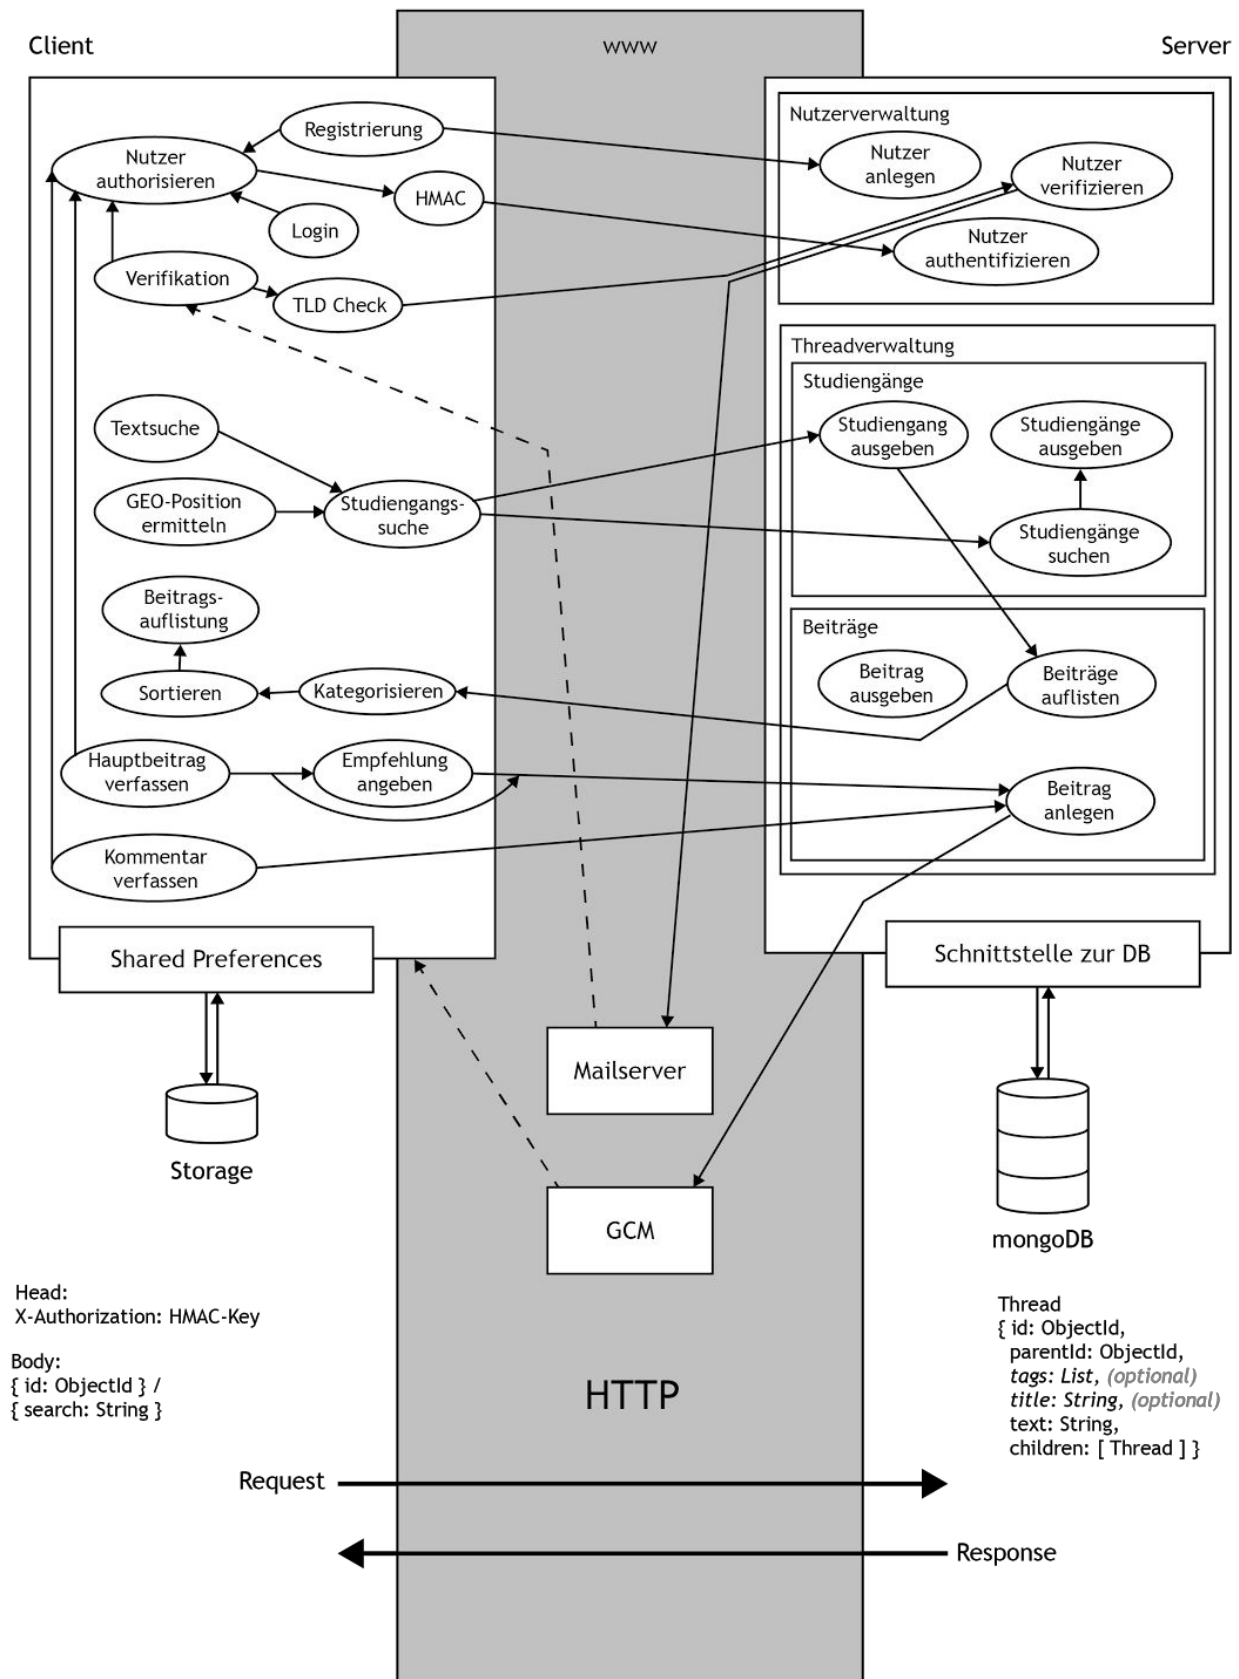 Client
www
Server
Registrierung
Nutzer
authorisieren
HMAC
Login
Verifikation
TLD Check
Nutzerverwaltung
Nutzer
anlegen
Nutzer
verifizieren
Nutzer
authentifizieren
Textsuche
GEO-Position
ermitteln
Studiengangs-
suche
Threadverwaltung
Studiengänge
Studiengang
ausgeben
Studiengänge
ausgeben
Studiengänge
suchen
Beitrags-
auflistung
Sortieren
Kategorisieren
Hauptbeitrag
verfassen
Empfehlung
angeben
Kommentar
verfassen
Beiträge
Beitrag
ausgeben
Beiträge
auflisten
Beitrag
anlegen
Shared Preferences
Schnittstelle zur DB
Mailserver
Storage
GCM
mongoDB
Head:
X-Authorization: HMAC-Key
Body:
{ id: ObjectId } /
{ search: String }
HTTP
Thread
{ id: ObjectId,
parentId: ObjectId,
tags: List, (optional)
title: String, (optional)
text: String,
children: [ Thread ] }
Request
Response